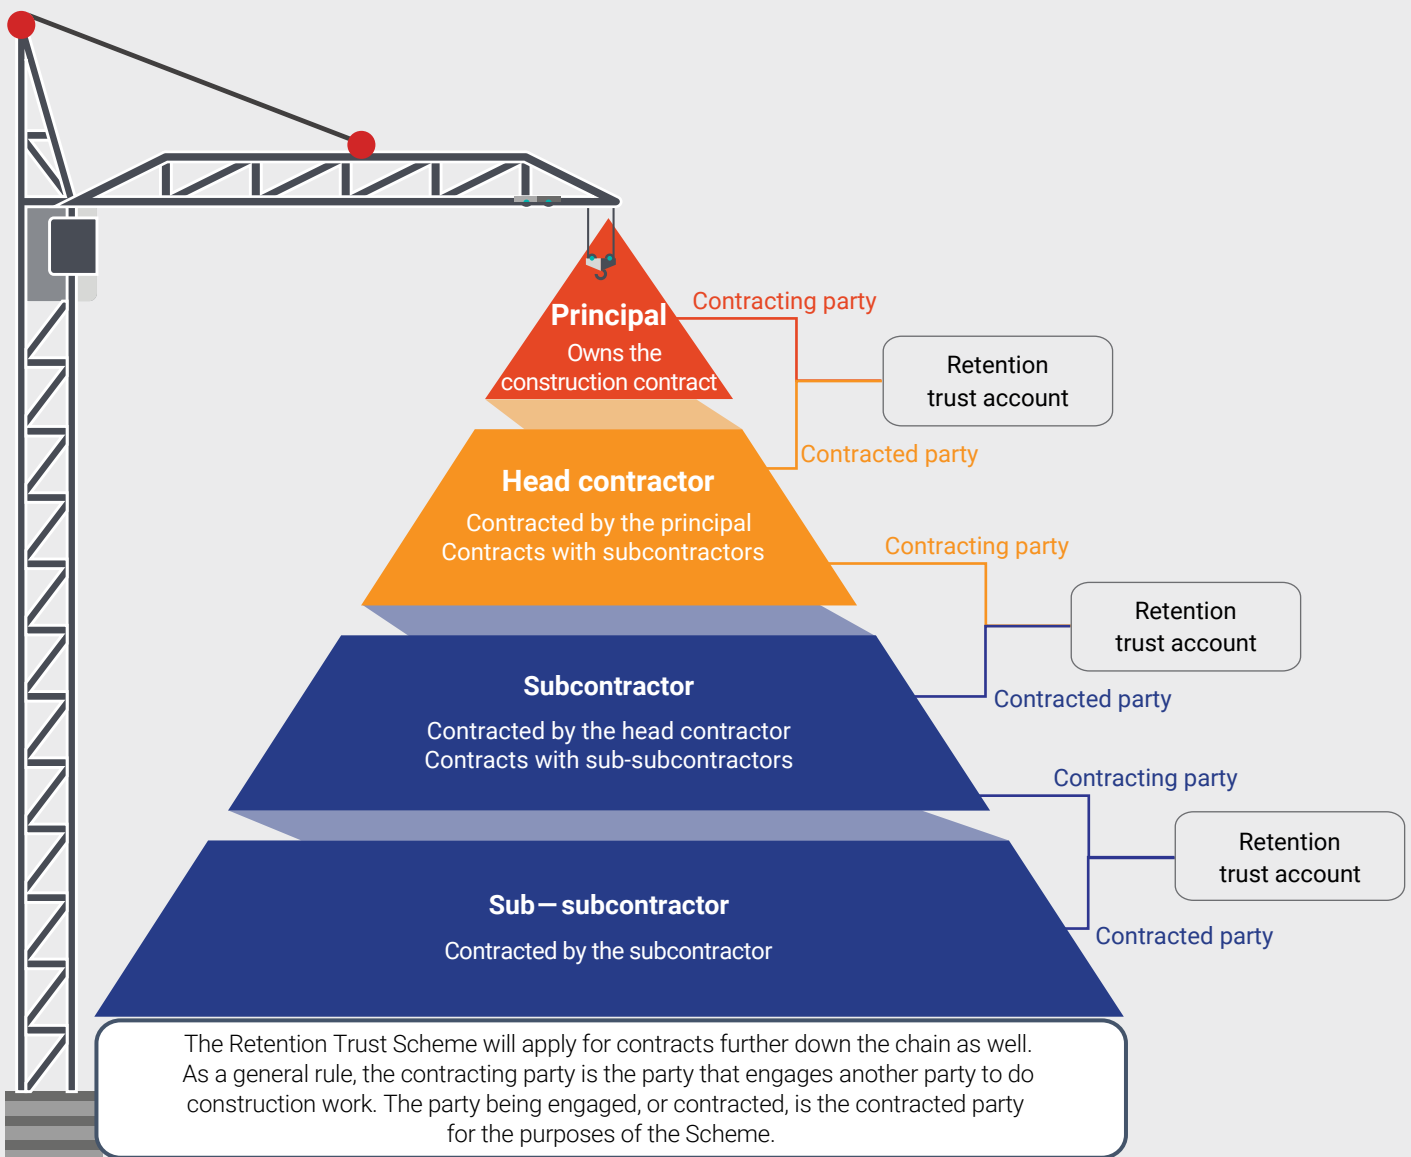 Principal
Owns the
construction contract
Contracting party
Retention
trust account
Contracted party
Head contractor
Contracted by the principal
Contracts with subcontractors
Contracting party
Retention
trust account
Contracted party
Subcontractor
Contracted by the head contractor
Contracts with sub-subcontractors
Contracting party
Retention
trust account
Contracted party
Sub—subcontractor
Contracted by the subcontractor
The Retention Trust Scheme will apply for contracts further down the chain as well.
As a general rule, the contracting party is the party that engages another party to do
construction work. The party being engaged, or contracted, is the contracted party
for the purposes of the Scheme.